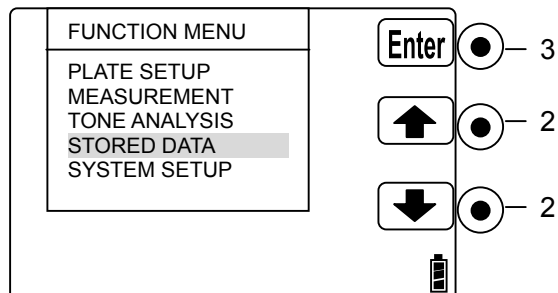 FUNCTION MENU
PLATE SETUP
MEASUREMENT
TONE ANALYSIS
STORED DATA
SYSTEM SETUP
Enter
3
2
2